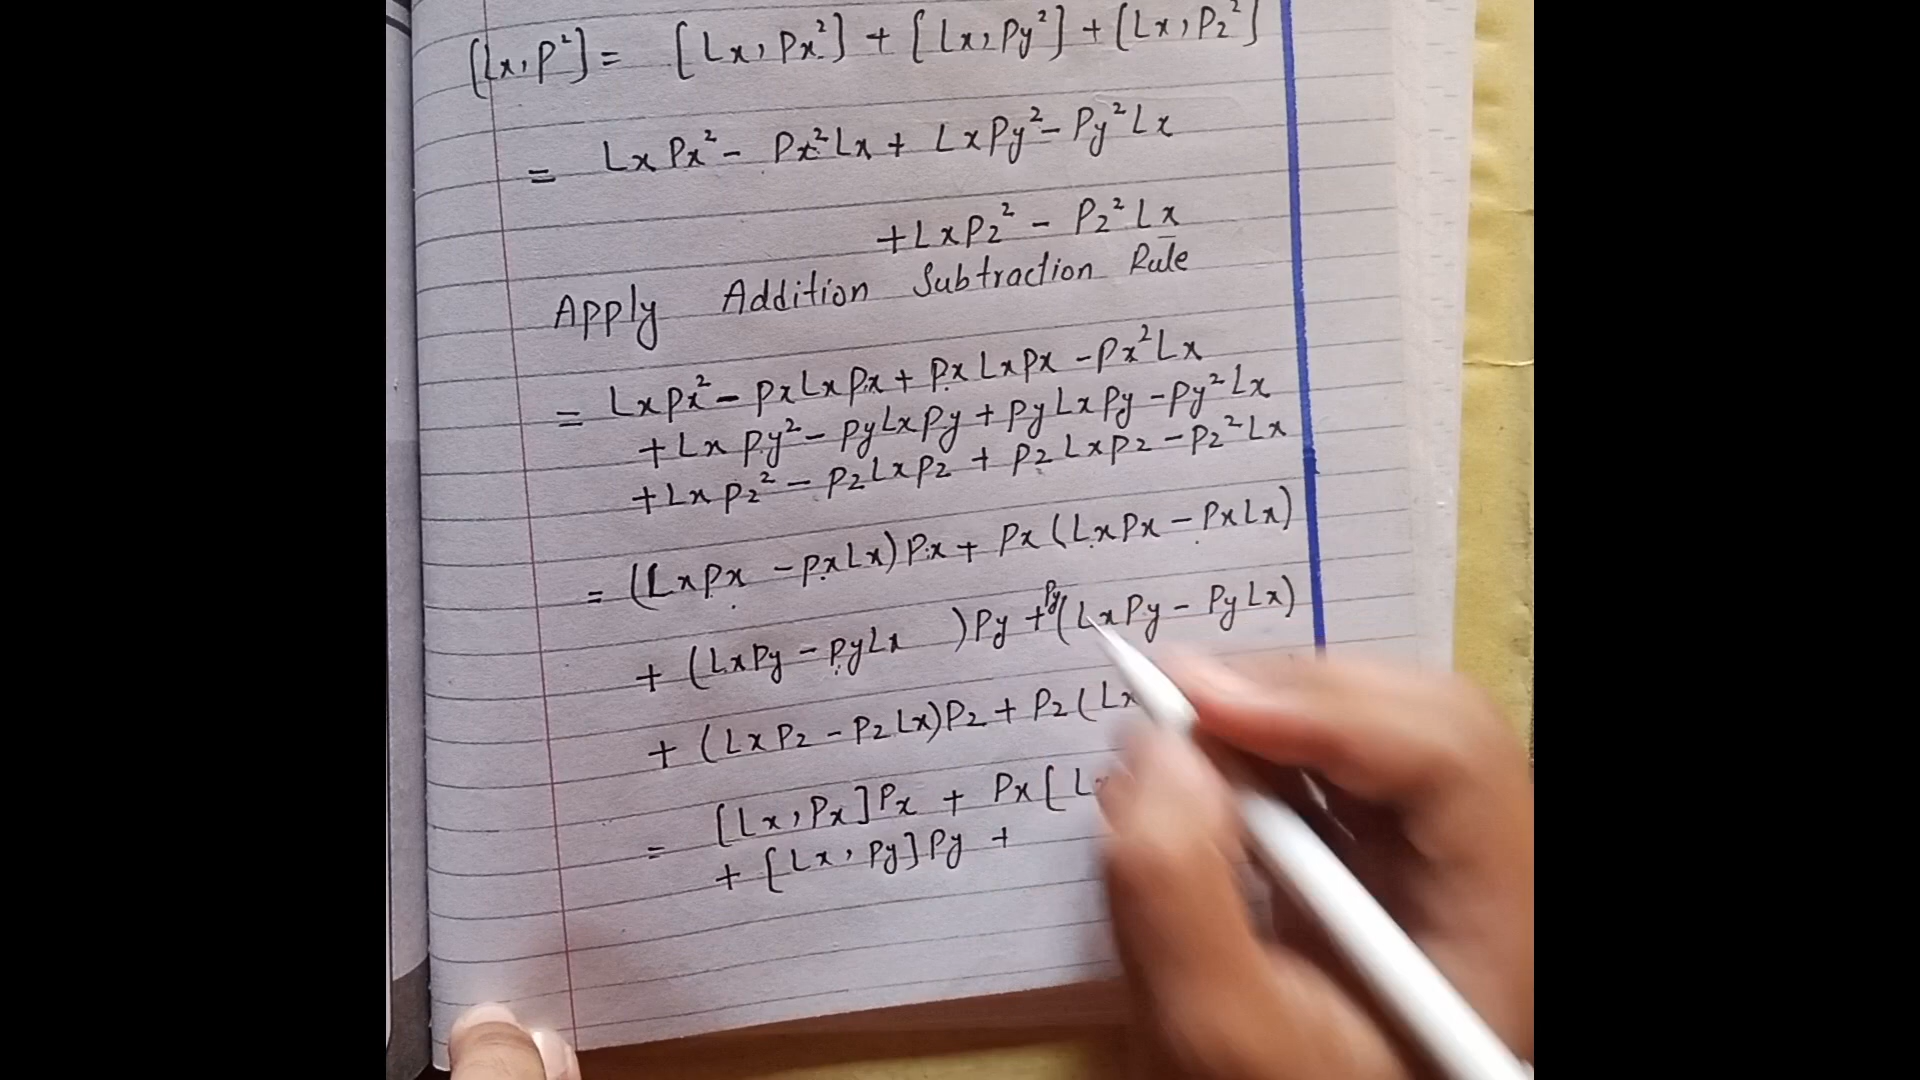 [Lx, P²] = [Lx, Px²] + [Lx, Py²] + [Lx, Pz²]
= LxPx² - Px²Lx + LxPy² - Py²Lx
+ LxPz² - Pz²Lx
Apply Addition Subtraction Rule
= LxPx² - PxLxPx + PxLxPx - Px²Lx
+ LxPy² - PyLxPy + PyLxPy - Py²Lx
+ LxPz² - PzLxPz + PzLxPz - Pz²Lx
= (LxPx - PxLx)Px + Px(LxPx - PxLx)
+ (LxPy - PyLx)Py + Py(LxPy - PyLx)
+ (LxPz - PzLx)Pz + Pz(Lx
= [Lx, Px]Px + Px[Lx
+ [Lx, Py]Py +